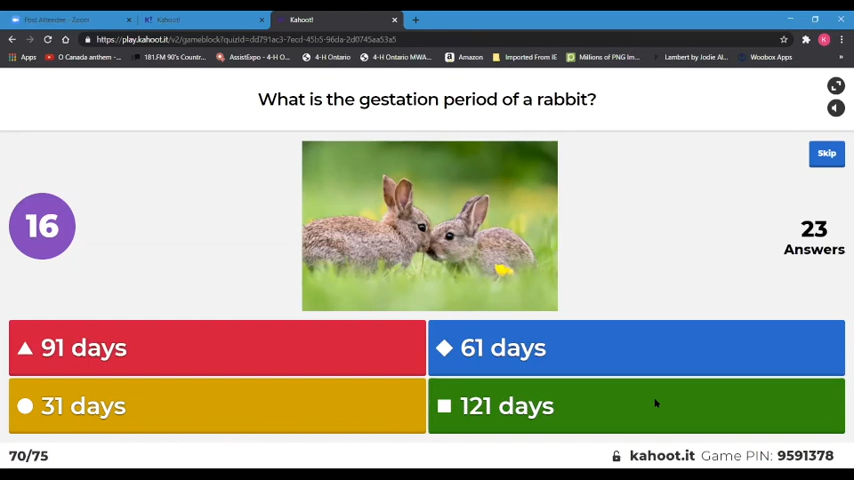 Post Attendee - Zoom
Kahoot!
Kahoot!
https://play.kahoot.it/v2/gameblock?quizId=dd791ac3-7ecd-45b5-96da-2d0745aa53a5
Apps
O Canada anthem -...
181.FM 90's Countr...
AssistExpo - 4-H O...
4-H Ontario
4-H Ontario MWA...
Amazon
Imported From IE
Millions of PNG Im...
Lambert by Jodie Al...
Woobox Apps
What is the gestation period of a rabbit?
Skip
16
23
Answers
91 days
61 days
31 days
121 days
70/75
kahoot.it Game PIN: 9591378